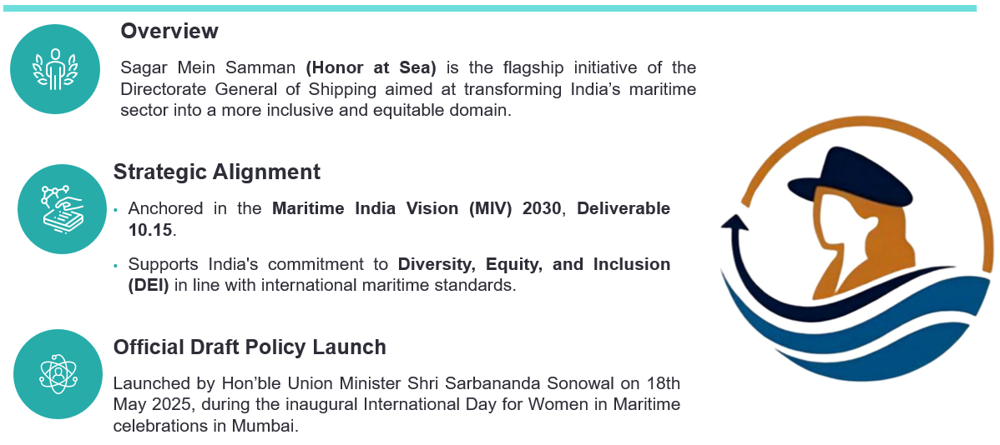 Overview
Sagar Mein Samman (Honor at Sea) is the flagship initiative of the
Directorate General of Shipping aimed at transforming India’s maritime
sector into a more inclusive and equitable domain.
Strategic Alignment
• Anchored in the Maritime India Vision (MIV) 2030, Deliverable
10.15.
• Supports India's commitment to Diversity, Equity, and Inclusion
(DEI) in line with international maritime standards.
Official Draft Policy Launch
Launched by Hon’ble Union Minister Shri Sarbananda Sonowal on 18th
May 2025, during the inaugural International Day for Women in Maritime
celebrations in Mumbai.